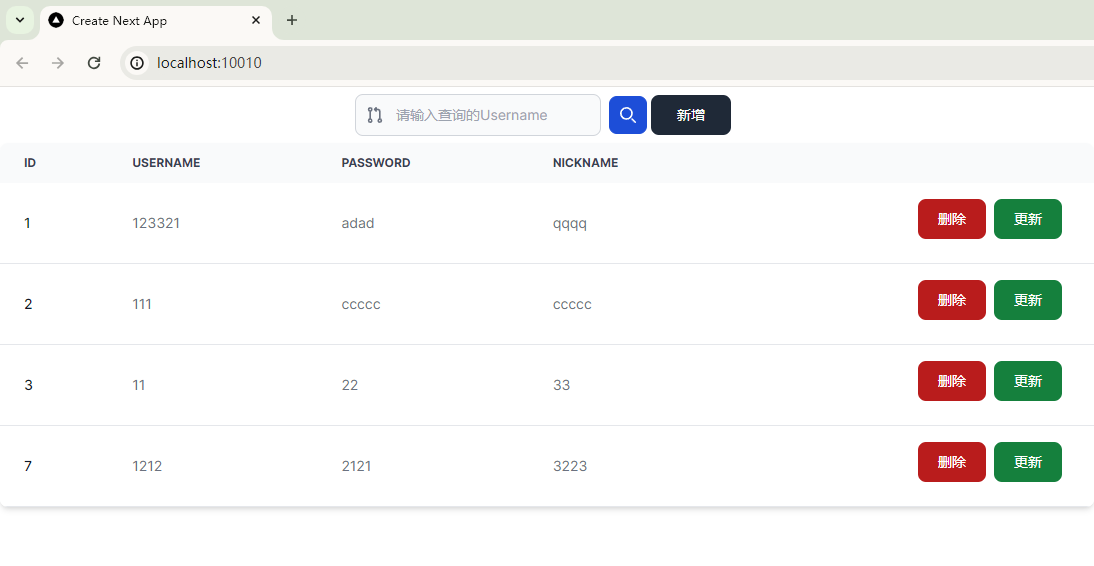 Create Next App
localhost:10010
请输入查询的Username 新增
ID USERNAME PASSWORD NICKNAME
1 123321 adad qqqq 删除 更新
2 111 ccccc ccccc 删除 更新
3 11 22 33 删除 更新
7 1212 2121 3223 删除 更新